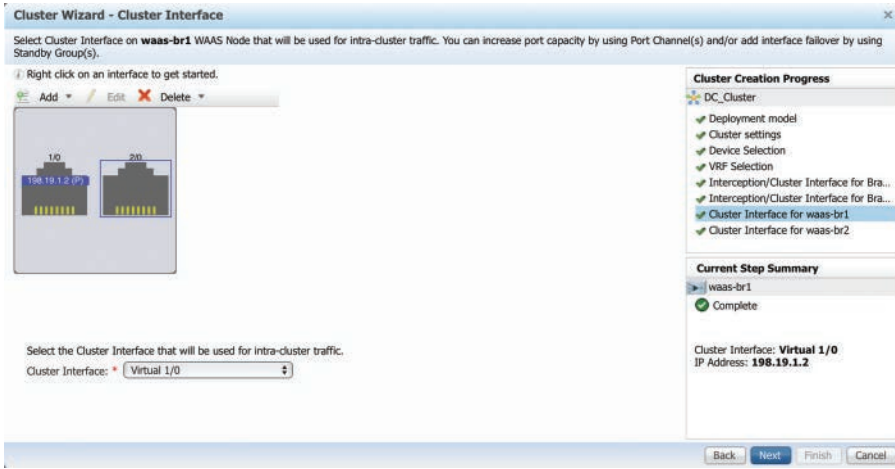 Cluster Wizard - Cluster Interface
Select Cluster Interface on waas-br1 WAAS Node that will be used for intra-cluster traffic. You can increase port capacity by using Port Channel(s) and/or add interface failover by using
Standby Group(s).
i Right click on an interface to get started.
Add Edit Delete
1/0 2/0
198.19.1.2 (P)
Select the Cluster Interface that will be used for intra-cluster traffic.
Cluster Interface: * Virtual 1/0
Cluster Creation Progress
DC_Cluster
Deployment model
Cluster settings
Device Selection
VRF Selection
Interception/Cluster Interface for Bra...
Interception/Cluster Interface for Bra...
Cluster Interface for waas-br1
Cluster Interface for waas-br2
Current Step Summary
waas-br1
Complete
Cluster Interface: Virtual 1/0
IP Address: 198.19.1.2
Back Next Finish Cancel